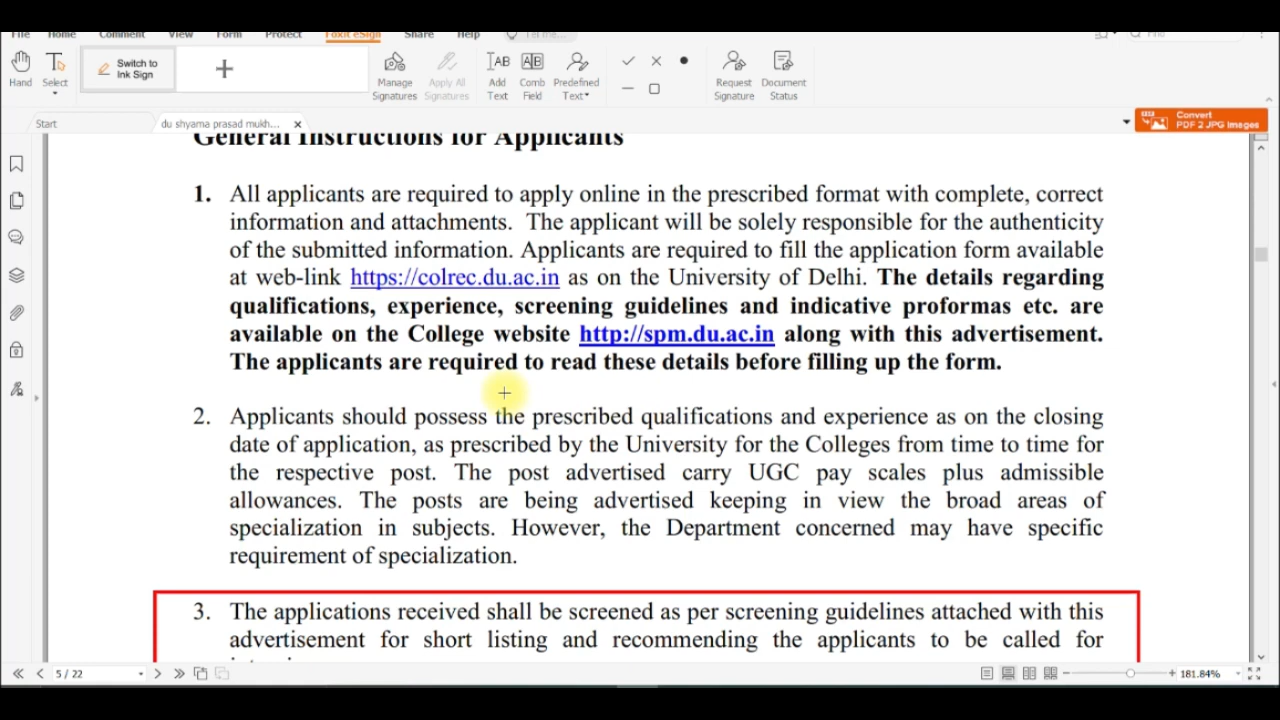 File Home Comment View Form Protect Foxit eSign Share Help Tell me... Find
Hand Select Switch to Ink Sign Manage Signatures Apply All Signatures Add Text Comb Field Predefined Text Request Signature Document Status
Start du shyama prasad mukh... Convert PDF 2 JPG Images
General Instructions for Applicants
1. All applicants are required to apply online in the prescribed format with complete, correct
information and attachments. The applicant will be solely responsible for the authenticity
of the submitted information. Applicants are required to fill the application form available
at web-link https://colrec.du.ac.in as on the University of Delhi. The details regarding
qualifications, experience, screening guidelines and indicative proformas etc. are
available on the College website http://spm.du.ac.in along with this advertisement.
The applicants are required to read these details before filling up the form.
2. Applicants should possess the prescribed qualifications and experience as on the closing
date of application, as prescribed by the University for the Colleges from time to time for
the respective post. The post advertised carry UGC pay scales plus admissible
allowances. The posts are being advertised keeping in view the broad areas of
specialization in subjects. However, the Department concerned may have specific
requirement of specialization.
3. The applications received shall be screened as per screening guidelines attached with this
advertisement for short listing and recommending the applicants to be called for
5 / 22 181.84%